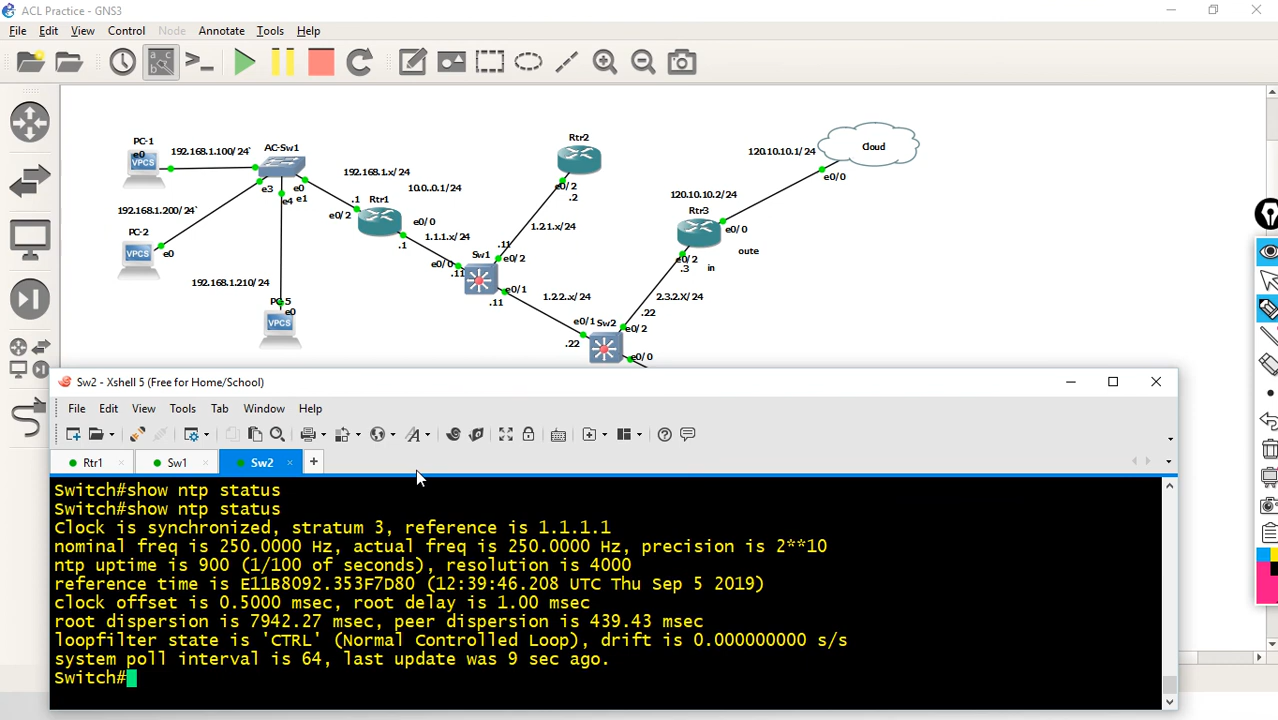 ACL Practice - GNS3
File Edit View Control Node Annotate Tools Help
PC-1
e0
VPCS
192.168.1.100/24`
AC-Sw1
e3
e0
e4 e1
192.168.1.x/24
.1
e0/2
Rtr1
10.0..0.1/24
e0/0
.1
1.1.1.x/24
192.168.1.200/24`
PC-2
VPCS
e0
192.168.1.210/24
PC-5
e0
VPCS
Rtr2
e0/2
.2
1.2.1.x/24
.11
e0/2
Sw1
e0/0
.11
e0/1
.11
1.2.2.x/24
e0/1
Sw2
.22
e0/2
.22
e0/0
2.3.2.X/24
120.10.10.1/24
Cloud
e0/0
120.10.10.2/24
Rtr3
e0/0
oute
e0/2
.3
in
Sw2 - Xshell 5 (Free for Home/School)
File Edit View Tools Tab Window Help
Rtr1 Sw1 Sw2
Switch#show ntp status
Switch#show ntp status
Clock is synchronized, stratum 3, reference is 1.1.1.1
nominal freq is 250.0000 Hz, actual freq is 250.0000 Hz, precision is 2**10
ntp uptime is 900 (1/100 of seconds), resolution is 4000
reference time is E11B8092.353F7D80 (12:39:46.208 UTC Thu Sep 5 2019)
clock offset is 0.5000 msec, root delay is 1.00 msec
root dispersion is 7942.27 msec, peer dispersion is 439.43 msec
loopfilter state is 'CTRL' (Normal Controlled Loop), drift is 0.000000000 s/s
system poll interval is 64, last update was 9 sec ago.
Switch#